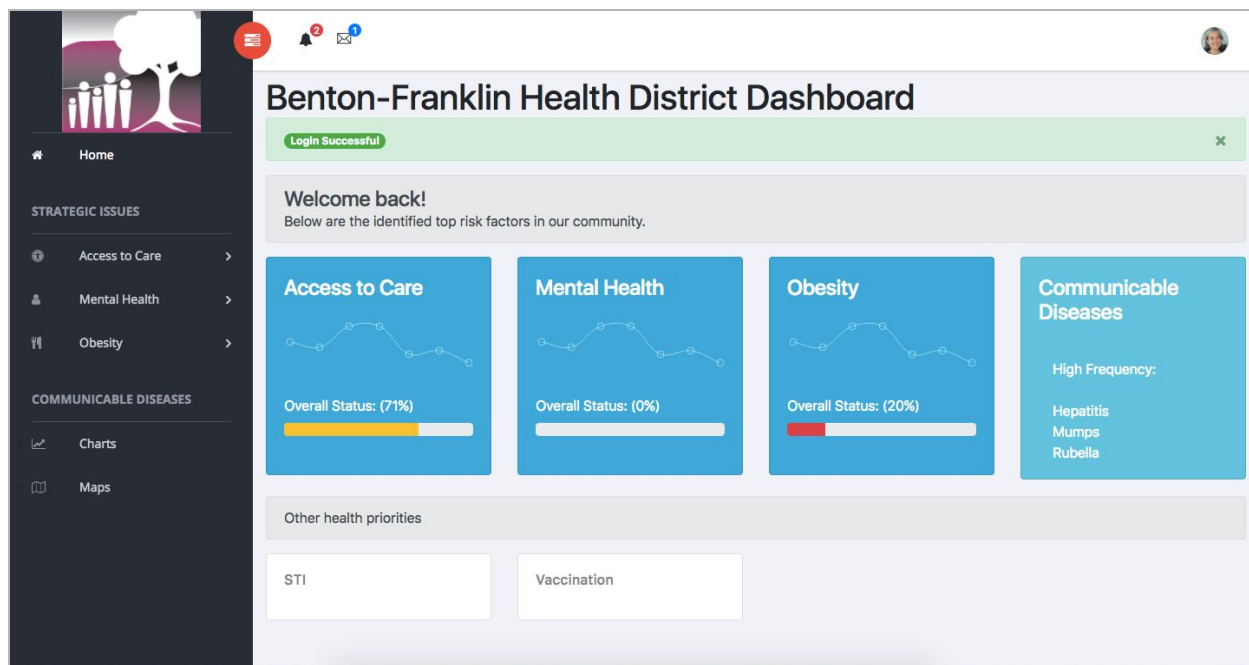 2
1
Home
STRATEGIC ISSUES
Access to Care
Mental Health
Obesity
COMMUNICABLE DISEASES
Charts
Maps
Benton-Franklin Health District Dashboard
Login Successful
×
Welcome back!
Below are the identified top risk factors in our community.
Access to Care
Overall Status: (71%)
Mental Health
Overall Status: (0%)
Obesity
Overall Status: (20%)
Communicable
Diseases
High Frequency:
Hepatitis
Mumps
Rubella
Other health priorities
STI
Vaccination